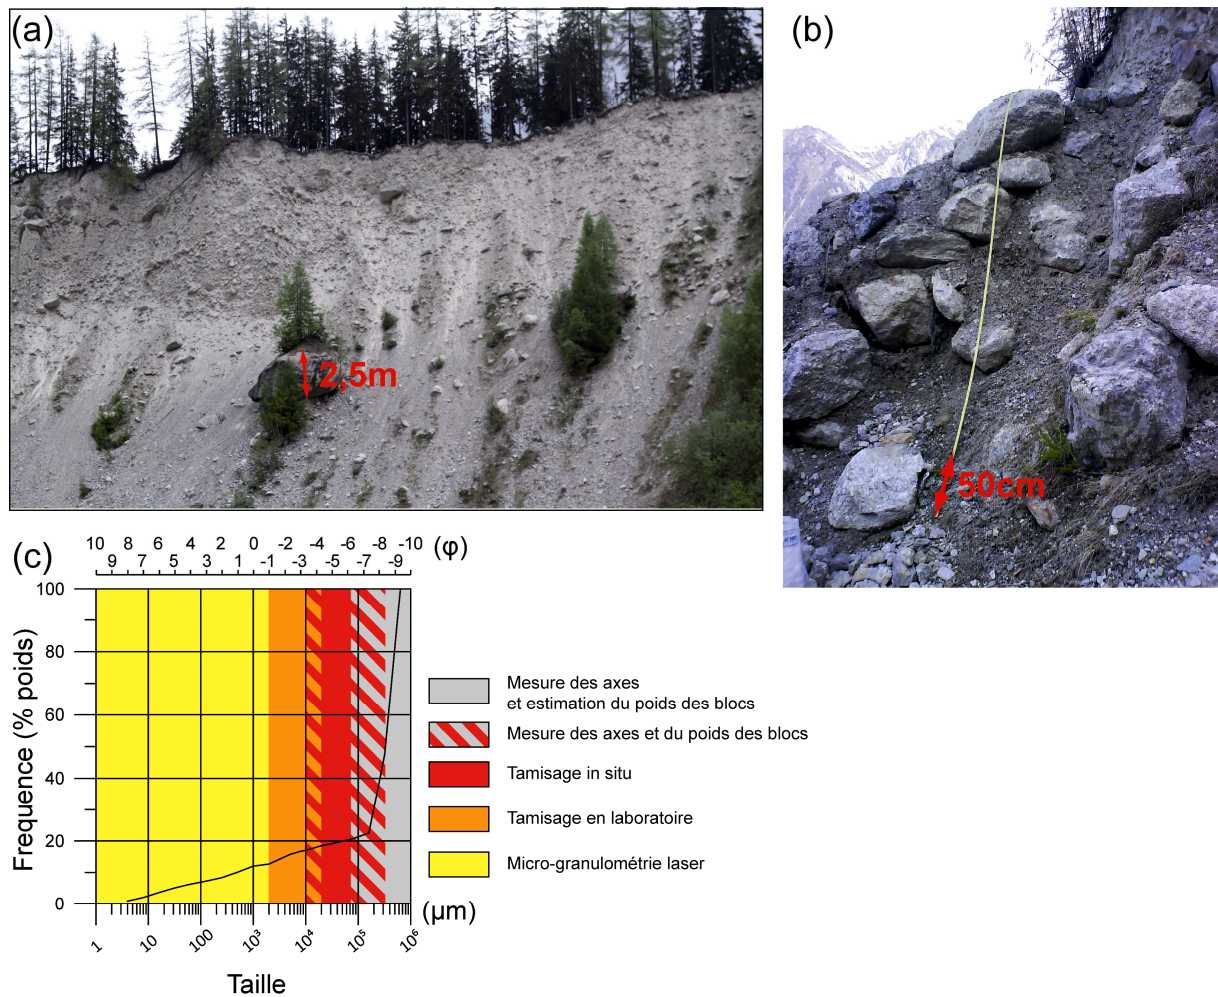 (a)
2,5m
(b)
50cm
(c)
10 8 6 4 2 0 -2 -4 -6 -8 -10 (φ)
9 7 5 3 1 -1 -3 -5 -7 -9
Frequence (% poids)
100
80
60
40
20
0
1 10 100 10³ 10⁴ 10⁵ 10⁶ (µm)
Taille
Mesure des axes
et estimation du poids des blocs
Mesure des axes et du poids des blocs
Tamisage in situ
Tamisage en laboratoire
Micro-granulométrie laser